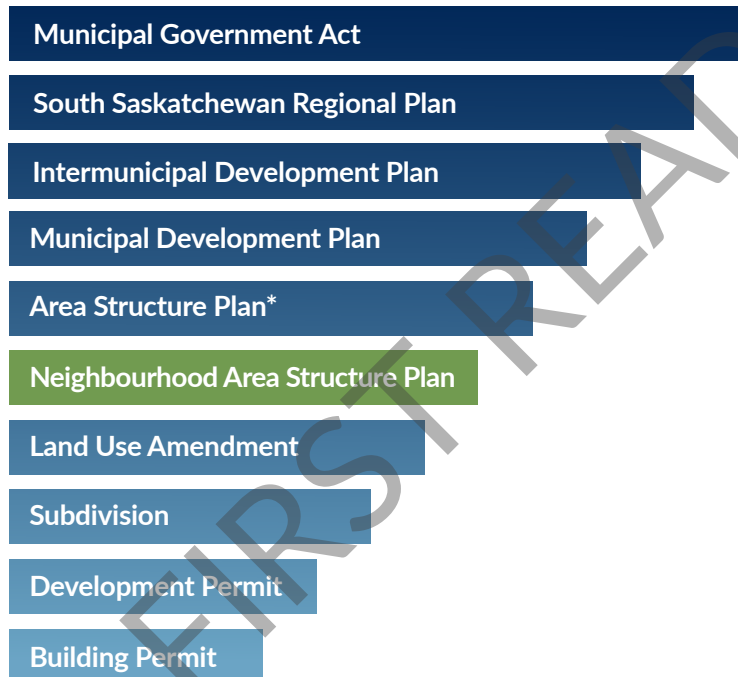 Municipal Government Act
South Saskatchewan Regional Plan
Intermunicipal Development Plan
Municipal Development Plan
Area Structure Plan*
Neighbourhood Area Structure Plan
Land Use Amendment
Subdivision
Development Permit
Building Permit
FIRST READ